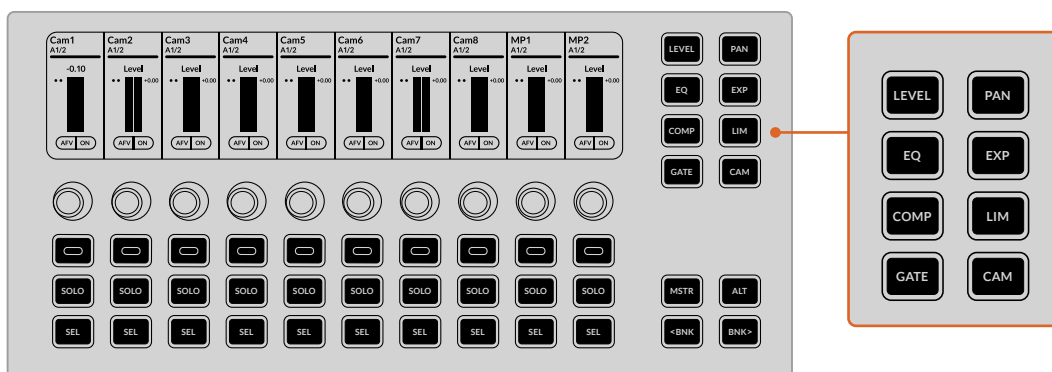 Cam1 Cam2 Cam3 Cam4 Cam5 Cam6 Cam7 Cam8 MP1 MP2
A1/2 A1/2 A1/2 A1/2 A1/2 A1/2 A1/2 A1/2 A1/2 A1/2
-0.10 Level Level Level Level Level Level Level Level Level
+0.00 +0.00 +0.00 +0.00 +0.00 +0.00 +0.00 +0.00 +0.00
AFV ON AFV ON AFV ON AFV ON AFV ON AFV ON AFV ON AFV ON AFV ON AFV ON
SOLO SOLO SOLO SOLO SOLO SOLO SOLO SOLO SOLO SOLO
SEL SEL SEL SEL SEL SEL SEL SEL SEL SEL
LEVEL PAN
EQ EXP
COMP LIM
GATE CAM
MSTR ALT
<BNK BNK>
LEVEL PAN
EQ EXP
COMP LIM
GATE CAM